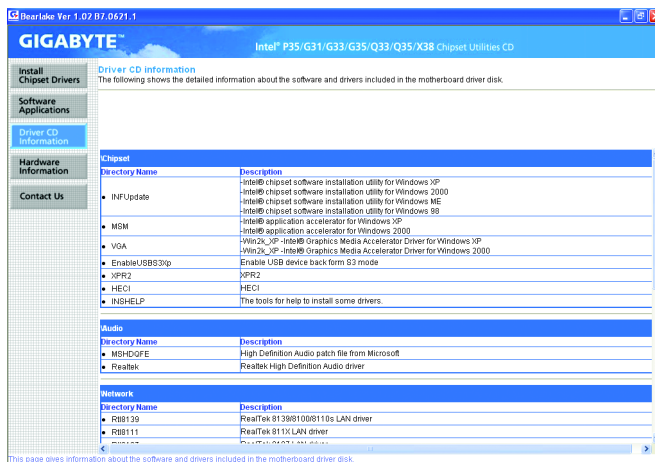 Bearlake Ver 1.02 B7.0621.1
GIGABYTE™
Intel® P35/G31/G33/G35/Q33/Q35/X38 Chipset Utilities CD
Install
Chipset Drivers
Software
Applications
Driver CD
Information
Hardware
Information
Contact Us
Driver CD information
The following shows the detailed information about the software and drivers included in the motherboard driver disk.
\Chipset
Directory Name Description
• INFUpdate
-Intel® chipset software installation utility for Windows XP
-Intel® chipset software installation utility for Windows 2000
-Intel® chipset software installation utility for Windows ME
-Intel® chipset software installation utility for Windows 98
• MSM
-Intel® application accelerator for Windows XP
-Intel® application accelerator for Windows 2000
• VGA
-Win2k_XP -Intel® Graphics Media Accelerator Driver for Windows XP
-Win2k_XP -Intel® Graphics Media Accelerator Driver for Windows 2000
• EnableUSBS3Xp Enable USB device back form S3 mode
• XPR2 XPR2
• HECI HECI
• INSHELP The tools for help to install some drivers.
\Audio
Directory Name Description
• MSHDQFE High Definition Audio patch file from Microsoft
• Realtek Realtek High Definition Audio driver
\Network
Directory Name Description
• Rtl8139 RealTek 8139/8100/8110s LAN driver
• Rtl8111 RealTek 811X LAN driver
This page gives information about the software and drivers included in the motherboard driver disk.